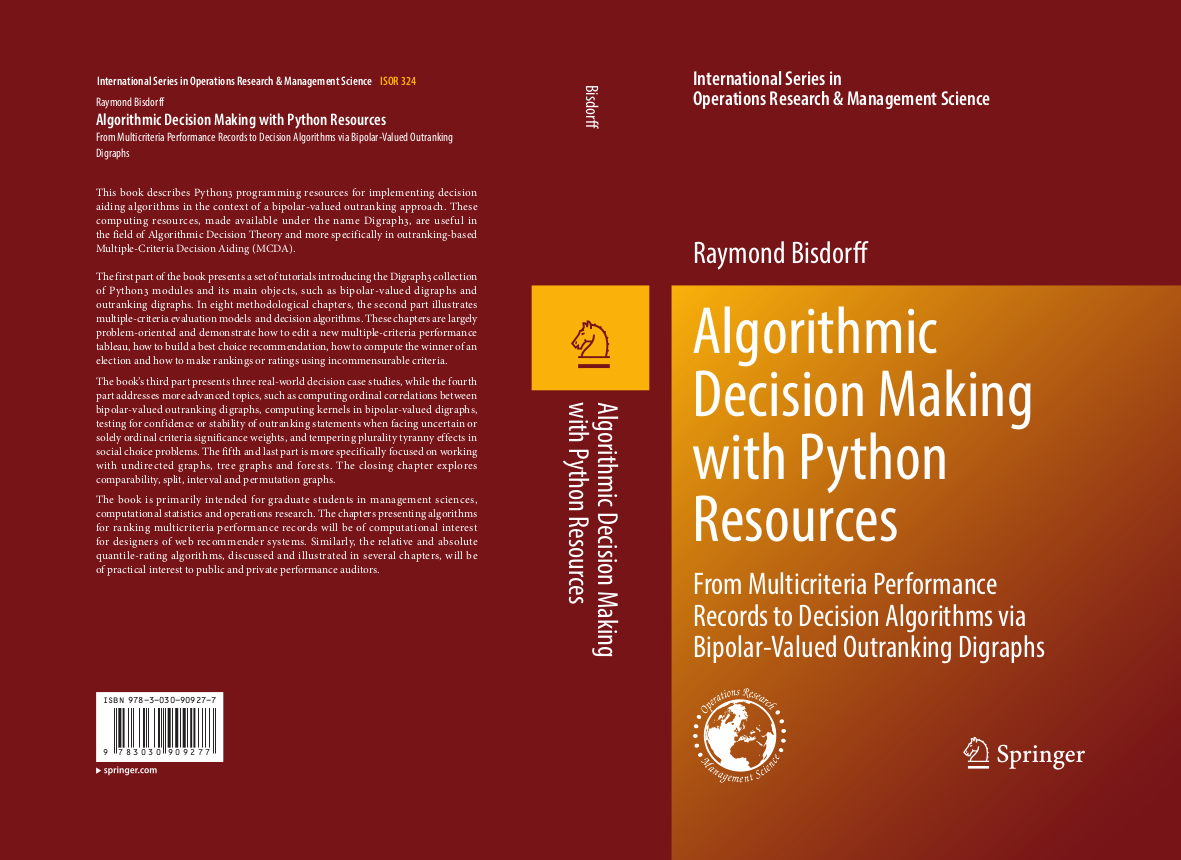 International Series in Operations Research & Management Science ISOR 324
Raymond Bisdorff
Algorithmic Decision Making with Python Resources
From Multicriteria Performance Records to Decision Algorithms via Bipolar-Valued Outranking
Digraphs
This book describes Python3 programming resources for implementing decision
aiding algorithms in the context of a bipolar-valued outranking approach. These
computing resources, made available under the name Digraph3, are useful in
the field of Algorithmic Decision Theory and more specifically in outranking-based
Multiple-Criteria Decision Aiding (MCDA).
The first part of the book presents a set of tutorials introducing the Digraph3 collection
of Python3 modules and its main objects, such as bipolar-valued digraphs and
outranking digraphs. In eight methodological chapters, the second part illustrates
multiple-criteria evaluation models and decision algorithms. These chapters are largely
problem-oriented and demonstrate how to edit a new multiple-criteria performance
tableau, how to build a best choice recommendation, how to compute the winner of an
election and how to make rankings or ratings using incommensurable criteria.
The book's third part presents three real-world decision case studies, while the fourth
part addresses more advanced topics, such as computing ordinal correlations between
bipolar-valued outranking digraphs, computing kernels in bipolar-valued digraphs,
testing for confidence or stability of outranking statements when facing uncertain or
solely ordinal criteria significance weights, and tempering plurality tyranny effects in
social choice problems. The fifth and last part is more specifically focused on working
with undirected graphs, tree graphs and forests. The closing chapter explores
comparability, split, interval and permutation graphs.
The book is primarily intended for graduate students in management sciences,
computational statistics and operations research. The chapters presenting algorithms
for ranking multicriteria performance records will be of computational interest
for designers of web recommender systems. Similarly, the relative and absolute
quantile-rating algorithms, discussed and illustrated in several chapters, will be
of practical interest to public and private performance auditors.
ISBN 978-3-030-90927-7
9 783030 909277
springer.com
Bisdorff
Algorithmic Decision Making
with Python Resources
International Series in
Operations Research & Management Science
Raymond Bisdorff
Algorithmic
Decision Making
with Python
Resources
From Multicriteria Performance
Records to Decision Algorithms via
Bipolar-Valued Outranking Digraphs
Operations Research
Management Science
Springer